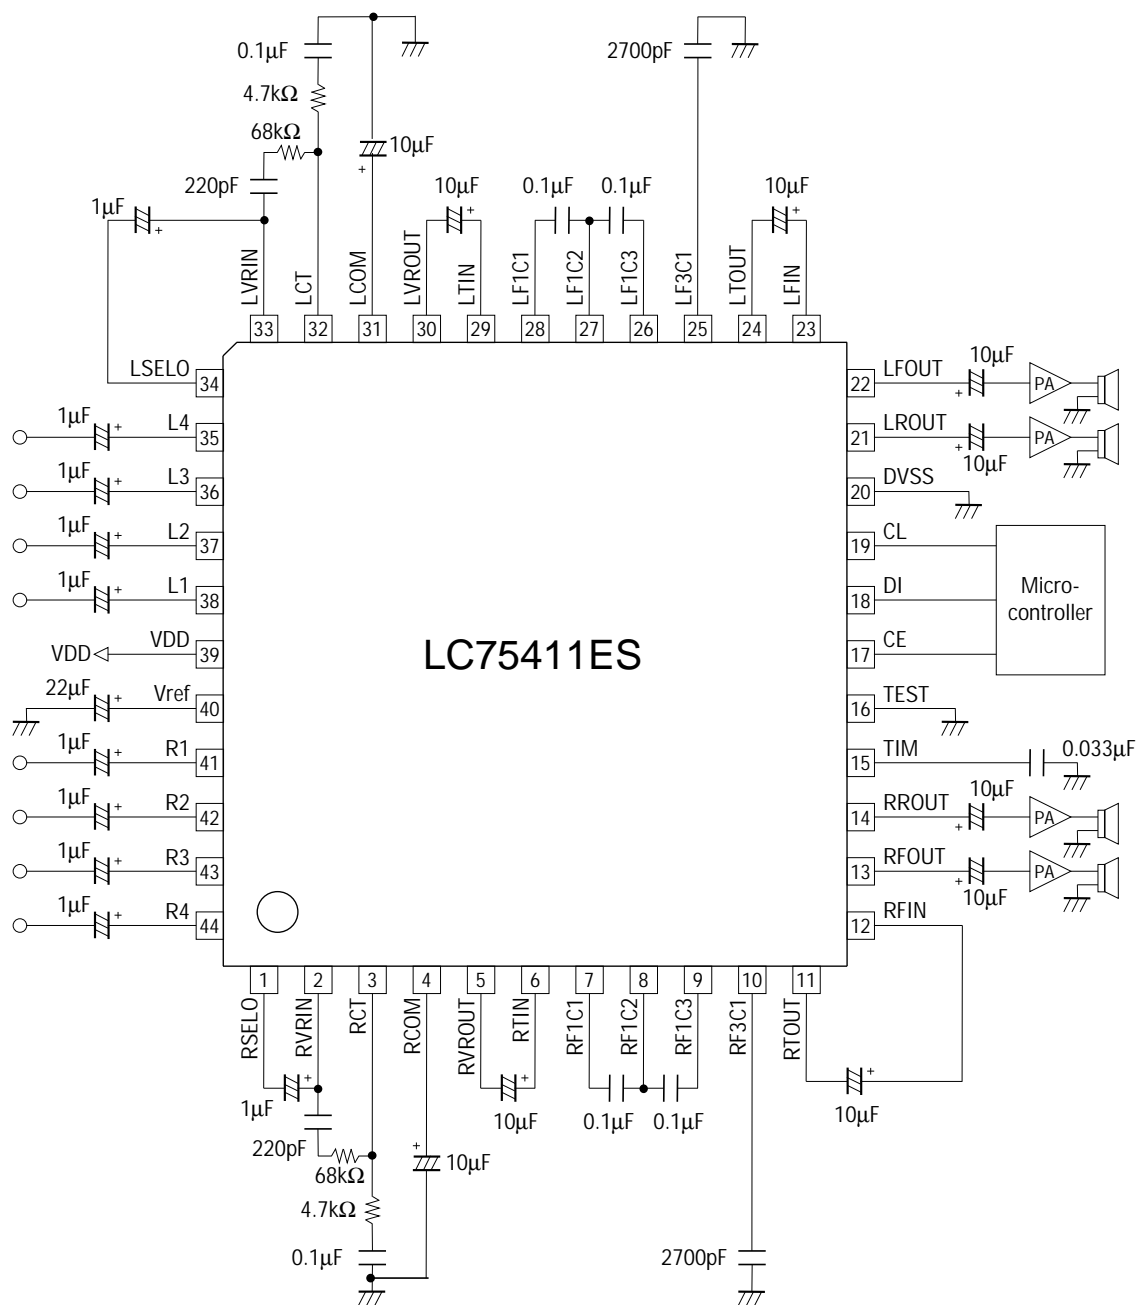 0.1µF
2700pF
4.7kΩ
68kΩ
10µF
220pF
10µF
0.1µF
0.1µF
10µF
1µF
+
+
+
+
LVRIN
LCT
LCOM
LVROUT
LTIN
LF1C1
LF1C2
LF1C3
LF3C1
LTOUT
LFIN
33
32
31
30
29
28
27
26
25
24
23
LSELO
34
22
LFOUT
10µF
+
PA
1µF
+
L4
35
21
LROUT
10µF
+
PA
1µF
+
L3
36
20
DVSS
1µF
+
L2
37
19
CL
1µF
+
L1
38
18
DI
Micro-
controller
VDD
VDD
39
17
CE
22µF
+
Vref
40
16
TEST
1µF
+
R1
41
15
TIM
0.033µF
1µF
+
R2
42
14
RROUT
10µF
+
PA
1µF
+
R3
43
13
RFOUT
10µF
+
PA
1µF
+
R4
44
12
RFIN
LC75411ES
1
2
3
4
5
6
7
8
9
10
11
RSELO
RVRIN
RCT
RCOM
RVROUT
RTIN
RF1C1
RF1C2
RF1C3
RF3C1
RTOUT
+
+
+
1µF
10µF
0.1µF
0.1µF
10µF
220pF
+
68kΩ
10µF
4.7kΩ
0.1µF
2700pF